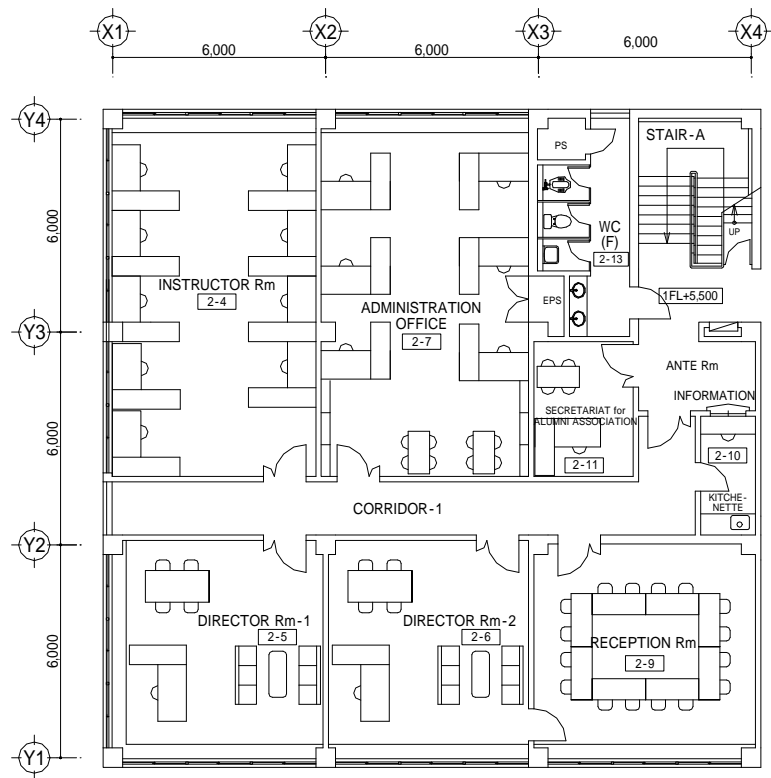 X1
X2
X3
X4
6,000
6,000
6,000
Y4
STAIR-A
PS
WC
(F)
2-13
UP
6,000
INSTRUCTOR Rm
2-4
ADMINISTRATION
OFFICE
2-7
EPS
1FL+5,500
Y3
ANTE Rm
INFORMATION
SECRETARIAT for
ALUMNI ASSOCIATION
2-11
2-10
KITCHE-
NETTE
6,000
CORRIDOR-1
Y2
DIRECTOR Rm-1
2-5
DIRECTOR Rm-2
2-6
RECEPTION Rm
2-9
6,000
Y1